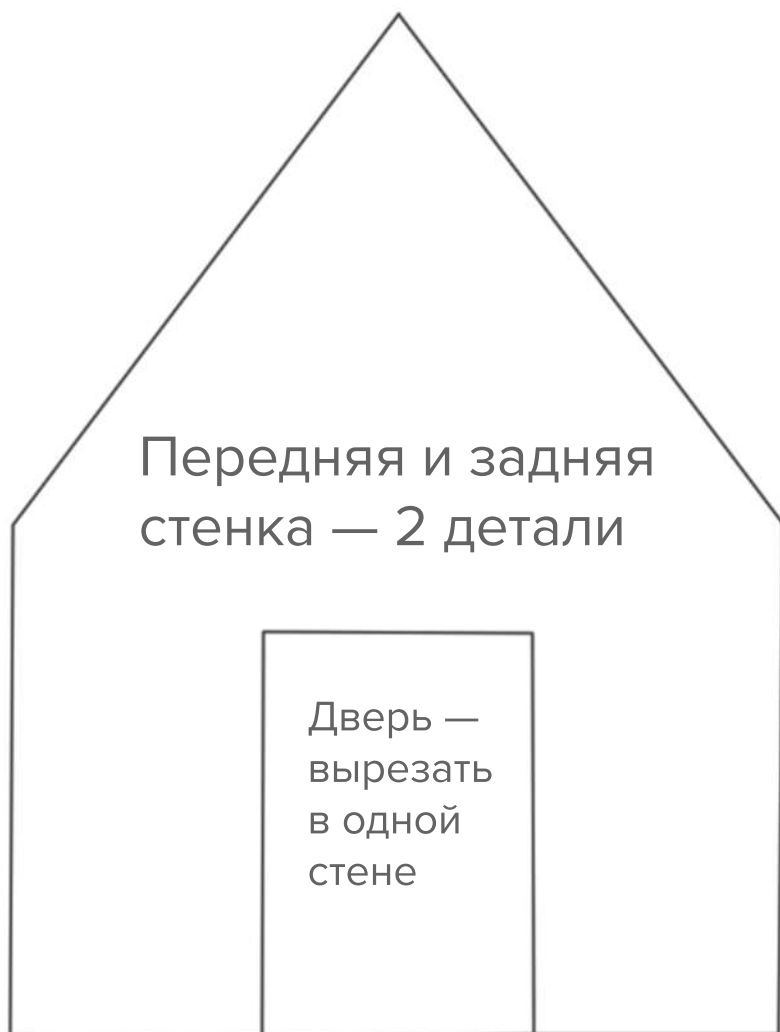 Передняя и задняя
стенка — 2 детали
Дверь —
вырезать
в одной
стене